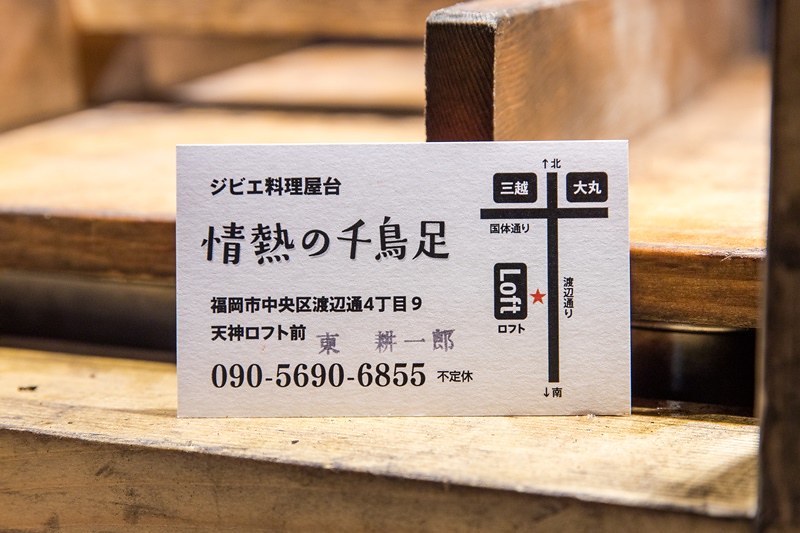 ジビエ料理屋台
情熱の千鳥足
福岡市中央区渡辺通4丁目9
天神ロフト前
東 耕一郎
090-5690-6855 不定休
↑北
三越 大丸
国体通り
Loft
ロフト
★
渡辺通り
↓南